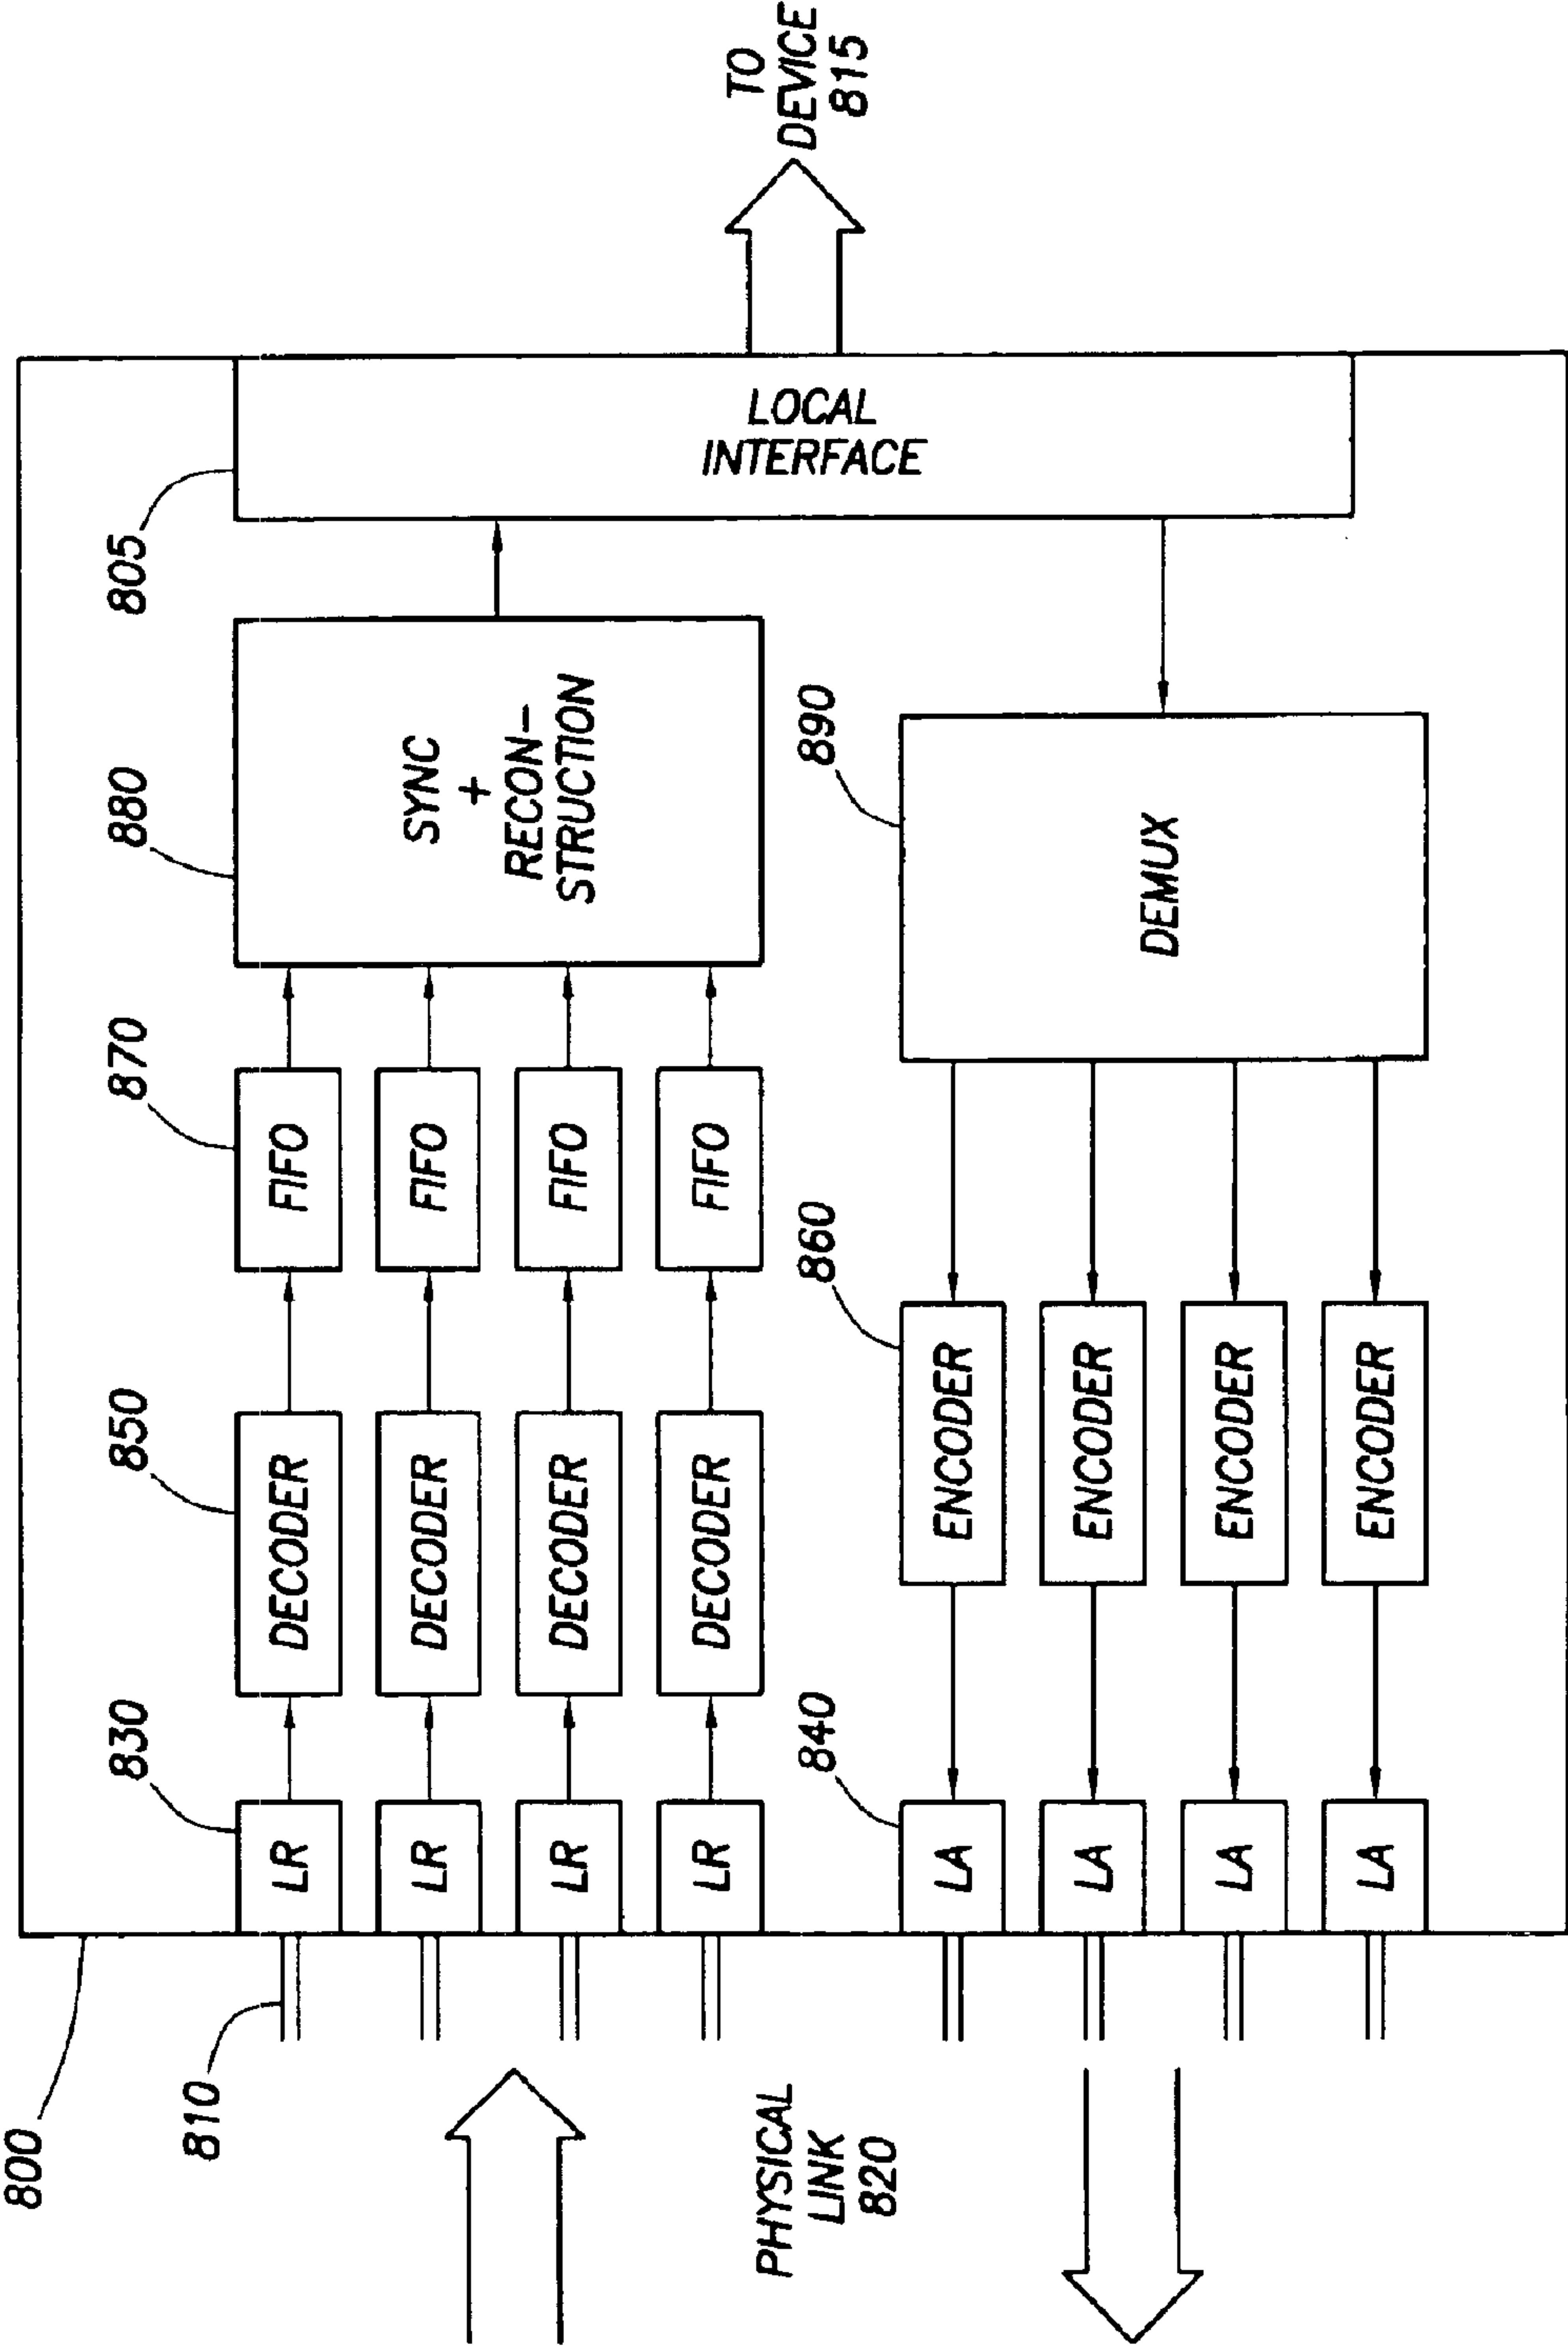 800
810
PHYSICAL
LINK
820
830
LR
LR
LR
LR
850
DECODER
DECODER
DECODER
DECODER
870
FIFO
FIFO
FIFO
FIFO
880
SYNC
+
RECON-
STRUCTION
805
LOCAL
INTERFACE
TO
DEVICE
815
840
LA
LA
LA
LA
860
ENCODER
ENCODER
ENCODER
ENCODER
890
DEMUX